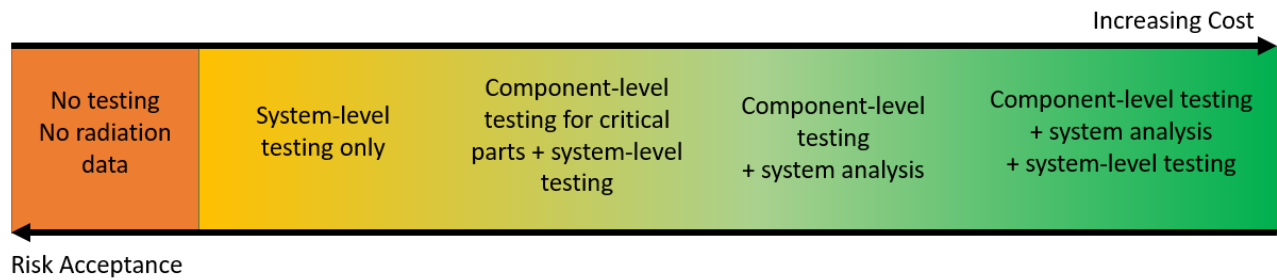 Increasing Cost
No testing
No radiation
data
System-level
testing only
Component-level
testing for critical
parts + system-level
testing
Component-level
testing
+ system analysis
Component-level testing
+ system analysis
+ system-level testing
Risk Acceptance